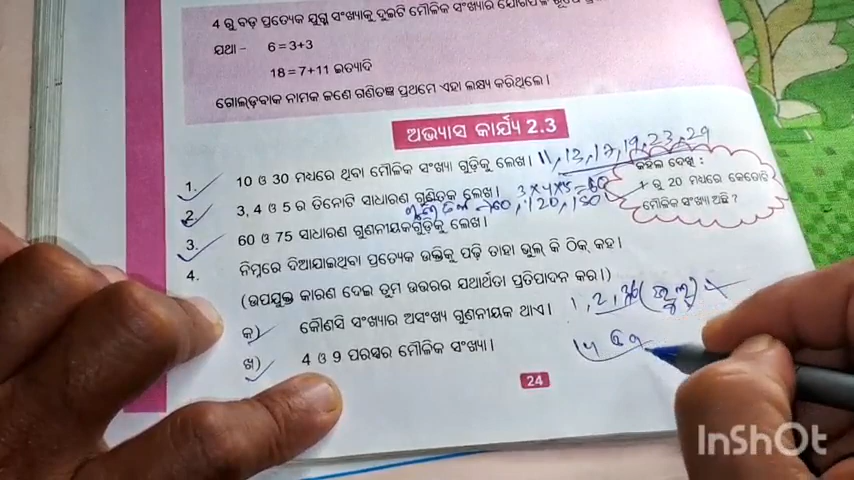 4 ରୁ ବଡ଼ ପ୍ରତ୍ୟେକ ଯୁଗ୍ମ ସଂଖ୍ୟାକୁ ଦୁଇଟି ମୌଳିକ ସଂଖ୍ୟାର
ଯଥା – 6 = 3+3
18 = 7+11 ଇତ୍ୟାଦି
ଗୋଲ୍ଡ଼ବାକ ନାମକ ଜଣେ ଗଣିତଜ୍ଞ ପ୍ରଥମେ ଏହା ଲକ୍ଷ୍ୟ କରିଥିଲେ।
ଅଭ୍ୟାସ କାର୍ଯ୍ୟ 2.3
1. 10 ଓ 30 ମଧ୍ୟରେ ଥିବା ମୌଳିକ ସଂଖ୍ୟା ଗୁଡ଼ିକୁ ଲେଖ। 11, 13, 17, 19, 23, 29
2. 3, 4 ଓ 5 ର ତିନୋଟି ସାଧାରଣ ଗୁଣିତକ ଲେଖ। 3×4×5=60
60, 120, 180
3. 60 ଓ 75 ସାଧାରଣ ଗୁଣନୀୟକଗୁଡ଼ିକୁ ଲେଖ।
କହିଲ ଦେଖି :
1 ରୁ 20 ମଧ୍ୟରେ କେତୋଟି
ମୌଳିକ ସଂଖ୍ୟା ଅଛି ?
4. ନିମ୍ନରେ ଦିଆଯାଇଥିବା ପ୍ରତ୍ୟେକ ଉକ୍ତିକୁ ପଢ଼ି ତାହା ଭୁଲ୍ କି ଠିକ୍ କହ।
(ଉପଯୁକ୍ତ କାରଣ ଦେଇ ତୁମ ଉତ୍ତରର ଯଥାର୍ଥତା ପ୍ରତିପାଦନ କର।)
କ) କୌଣସି ସଂଖ୍ୟାର ଅସଂଖ୍ୟ ଗୁଣନୀୟକ ଥାଏ। 1, 2, (ଭୁଲ୍)
ଖ) 4 ଓ 9 ପରସ୍ପର ମୌଳିକ ସଂଖ୍ୟା।
24
InShOt